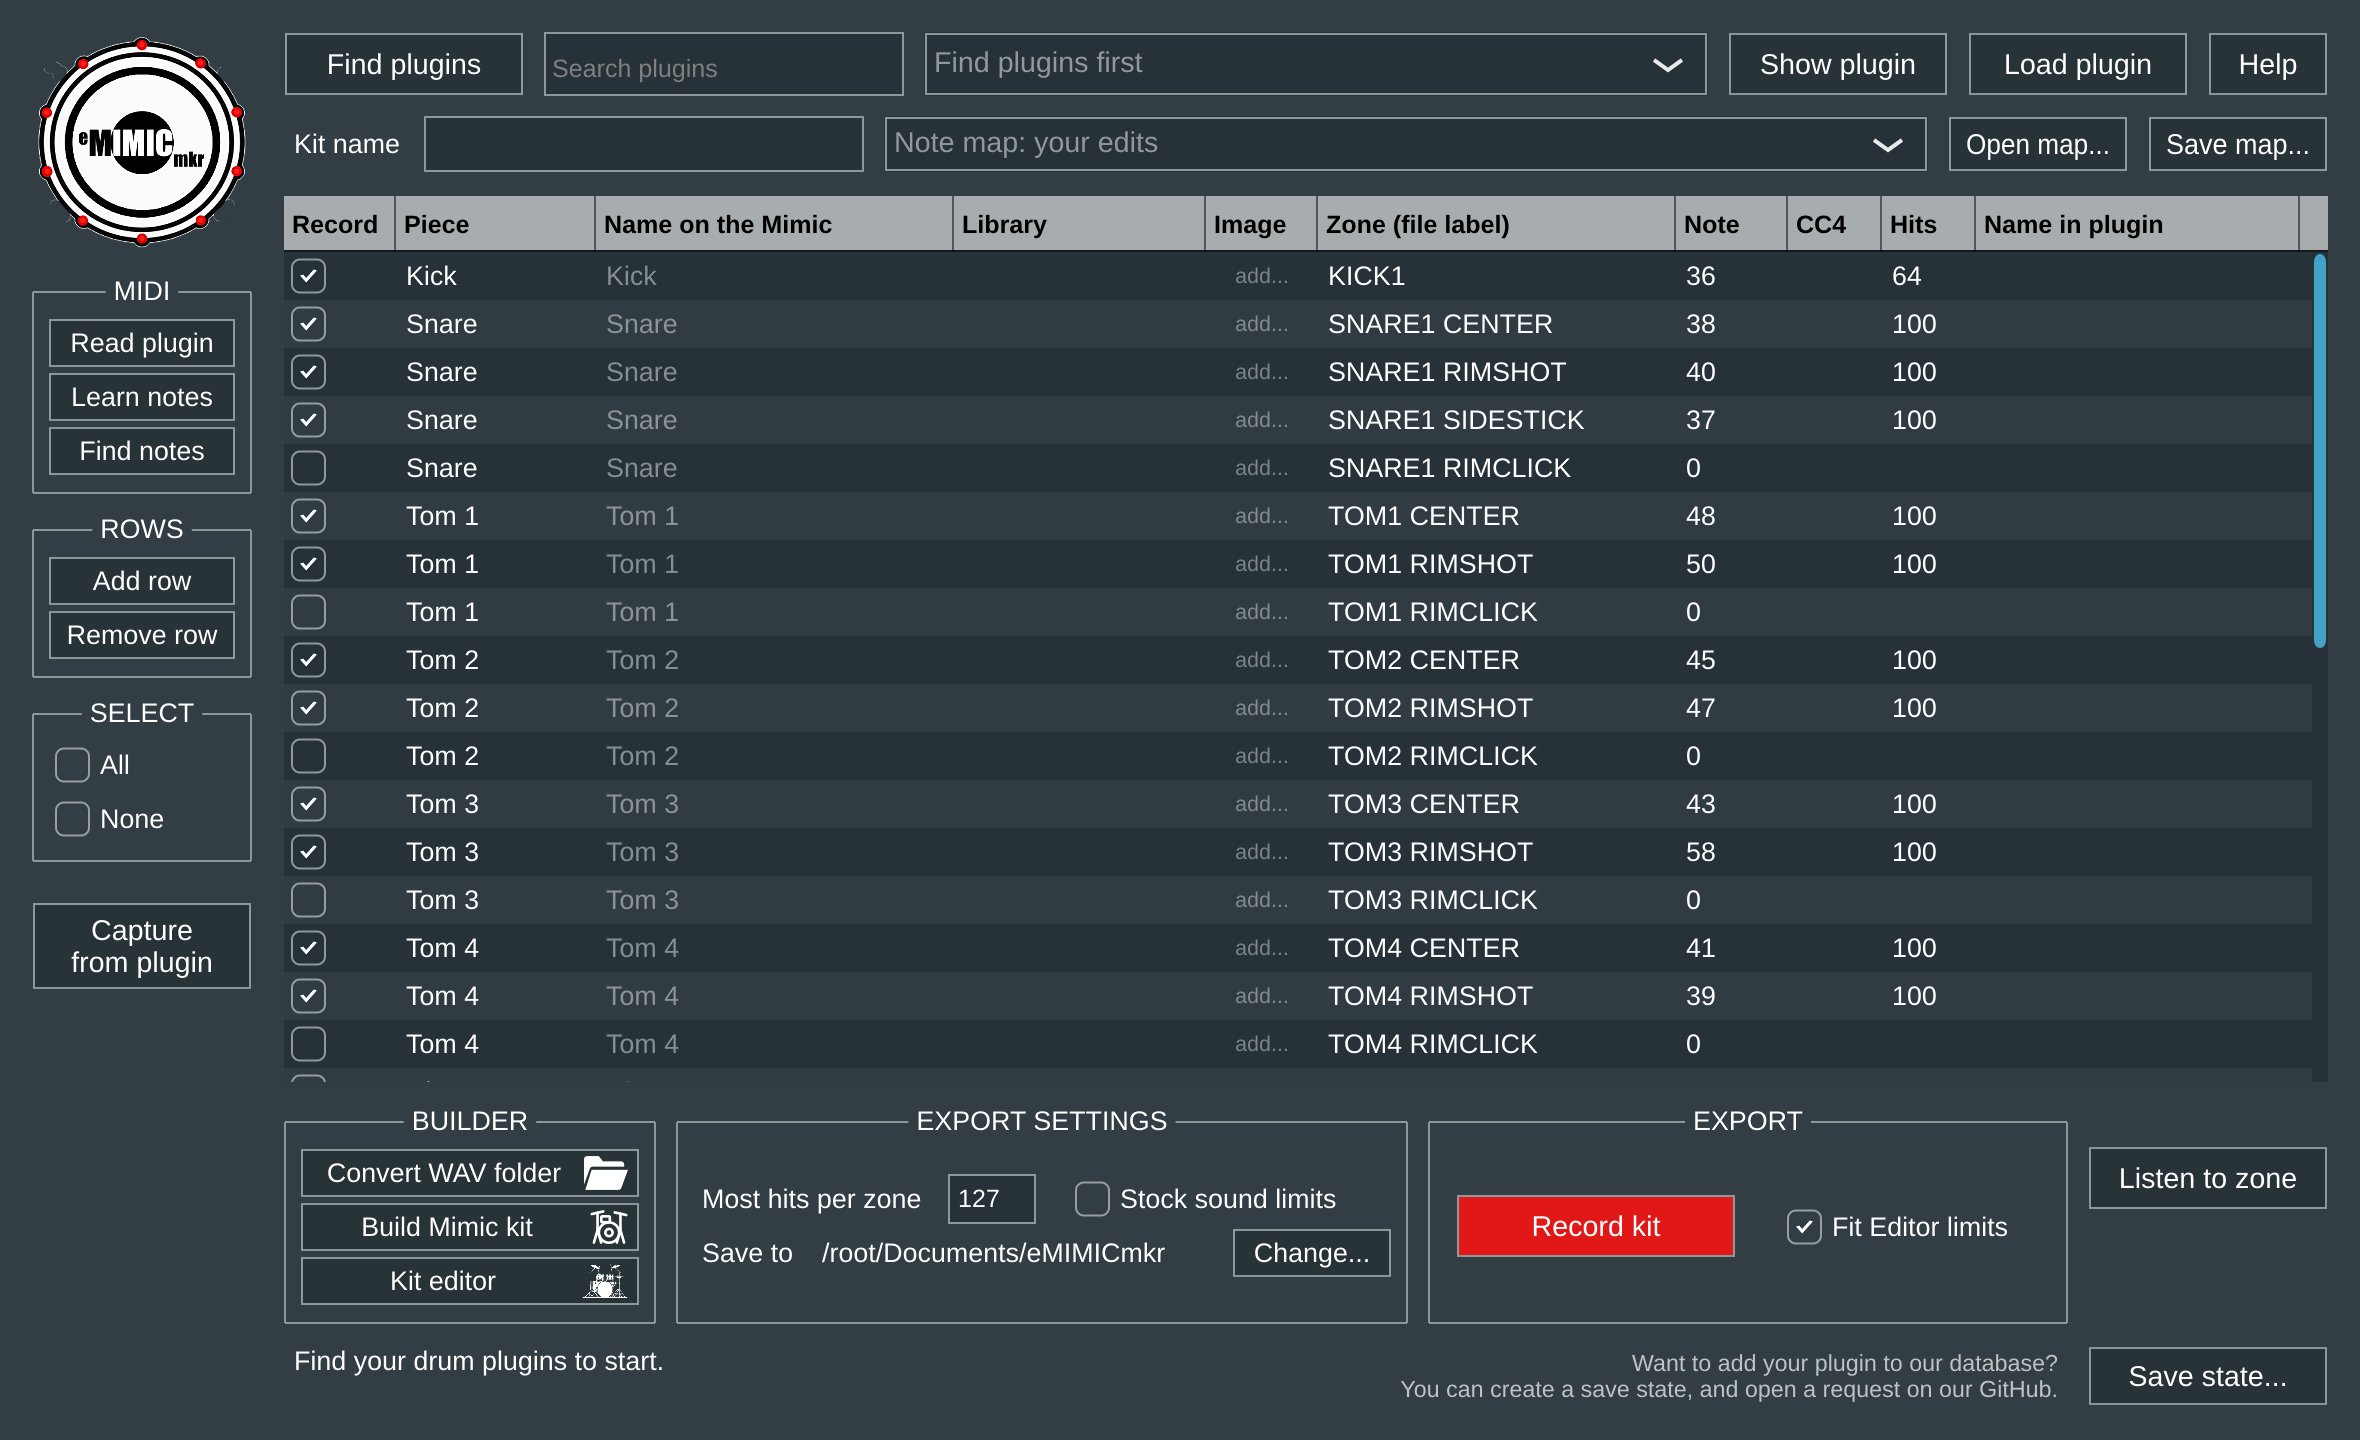 eMIMICmkr
Find plugins
Search plugins
Find plugins first
Show plugin
Load plugin
Help
Kit name
Note map: your edits
Open map...
Save map...
Record Piece Name on the Mimic Library Image Zone (file label) Note CC4 Hits Name in plugin
Kick Kick add... KICK1 36 64
Snare Snare add... SNARE1 CENTER 38 100
Snare Snare add... SNARE1 RIMSHOT 40 100
Snare Snare add... SNARE1 SIDESTICK 37 100
Snare Snare add... SNARE1 RIMCLICK 0
Tom 1 Tom 1 add... TOM1 CENTER 48 100
Tom 1 Tom 1 add... TOM1 RIMSHOT 50 100
Tom 1 Tom 1 add... TOM1 RIMCLICK 0
Tom 2 Tom 2 add... TOM2 CENTER 45 100
Tom 2 Tom 2 add... TOM2 RIMSHOT 47 100
Tom 2 Tom 2 add... TOM2 RIMCLICK 0
Tom 3 Tom 3 add... TOM3 CENTER 43 100
Tom 3 Tom 3 add... TOM3 RIMSHOT 58 100
Tom 3 Tom 3 add... TOM3 RIMCLICK 0
Tom 4 Tom 4 add... TOM4 CENTER 41 100
Tom 4 Tom 4 add... TOM4 RIMSHOT 39 100
Tom 4 Tom 4 add... TOM4 RIMCLICK 0
MIDI
Read plugin
Learn notes
Find notes
ROWS
Add row
Remove row
SELECT
All
None
Capture
from plugin
BUILDER
Convert WAV folder
Build Mimic kit
Kit editor
EXPORT SETTINGS
Most hits per zone 127 Stock sound limits
Save to /root/Documents/eMIMICmkr Change...
EXPORT
Record kit Fit Editor limits
Listen to zone
Find your drum plugins to start.
Want to add your plugin to our database?
You can create a save state, and open a request on our GitHub.
Save state...